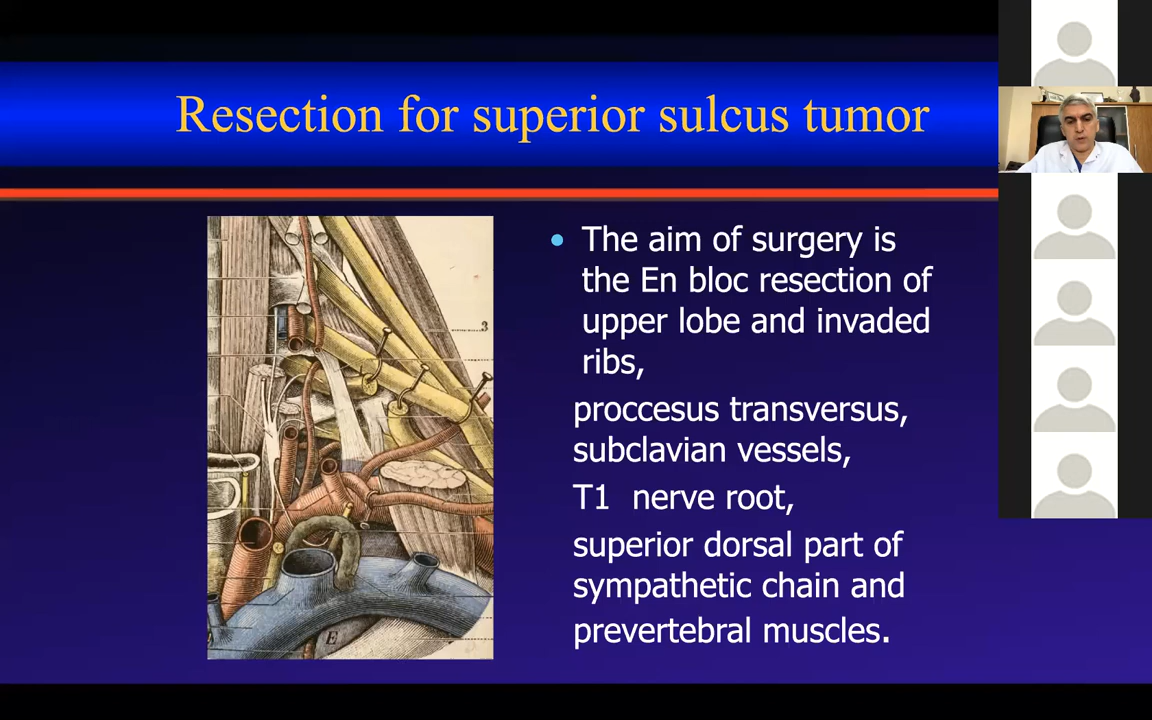 Resection for superior sulcus tumor
• The aim of surgery is
the En bloc resection of
upper lobe and invaded
ribs,
proccesus transversus,
subclavian vessels,
T1 nerve root,
superior dorsal part of
sympathetic chain and
prevertebral muscles.
3
E